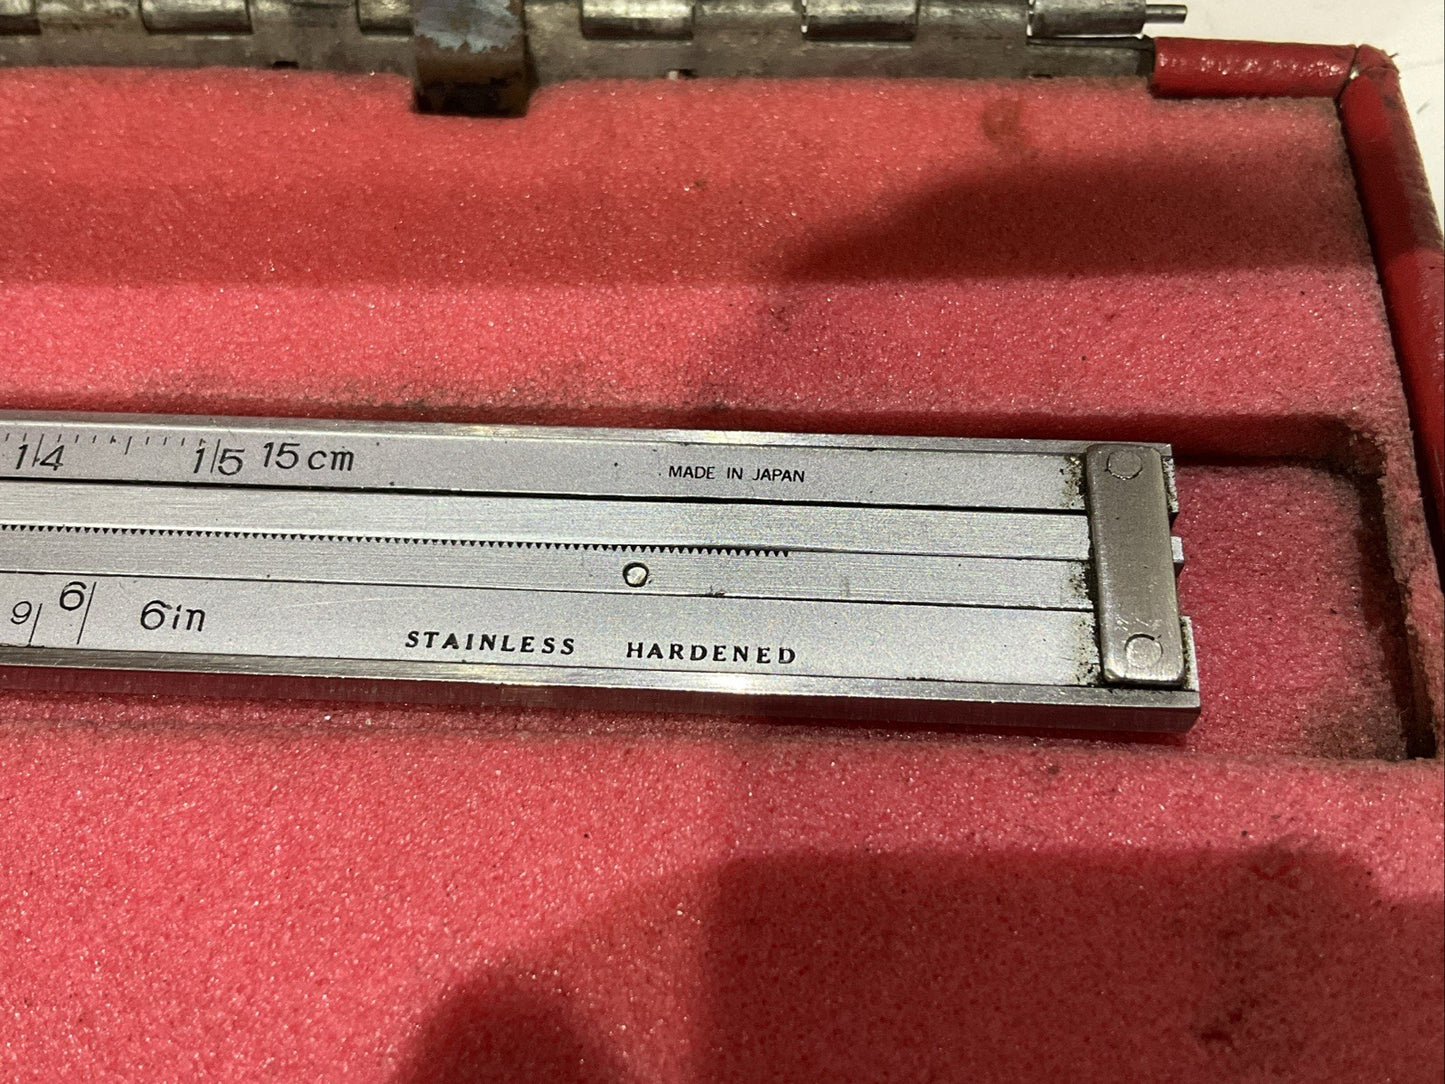 14 15 15cm
MADE IN JAPAN
9 6 6in
STAINLESS HARDENED